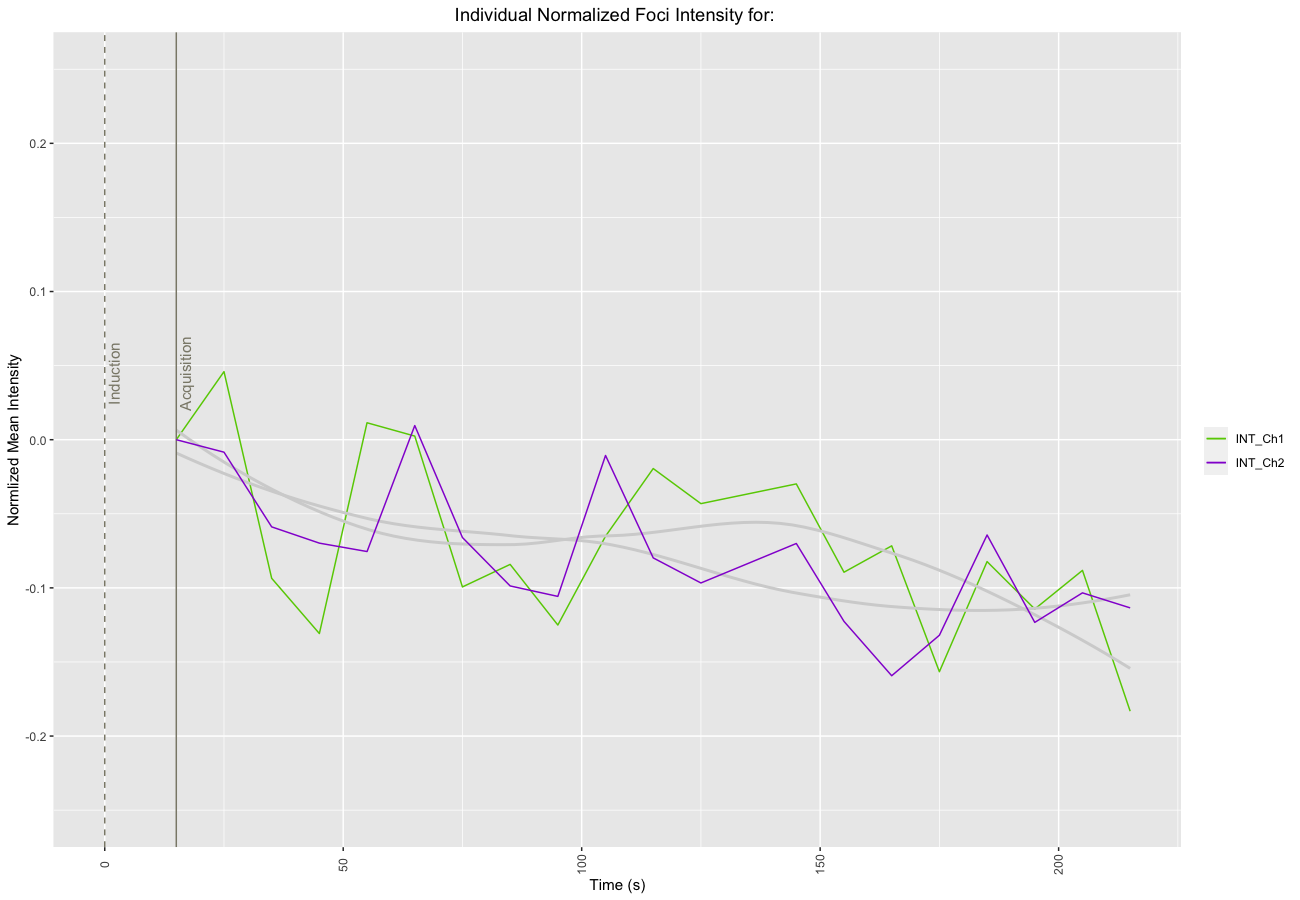 Individual Normalized Foci Intensity for:
Normlized Mean Intensity
0.2
0.1
0.0
-0.1
-0.2
Induction
Acquisition
INT_Ch1
INT_Ch2
0
50
100
150
200
Time (s)